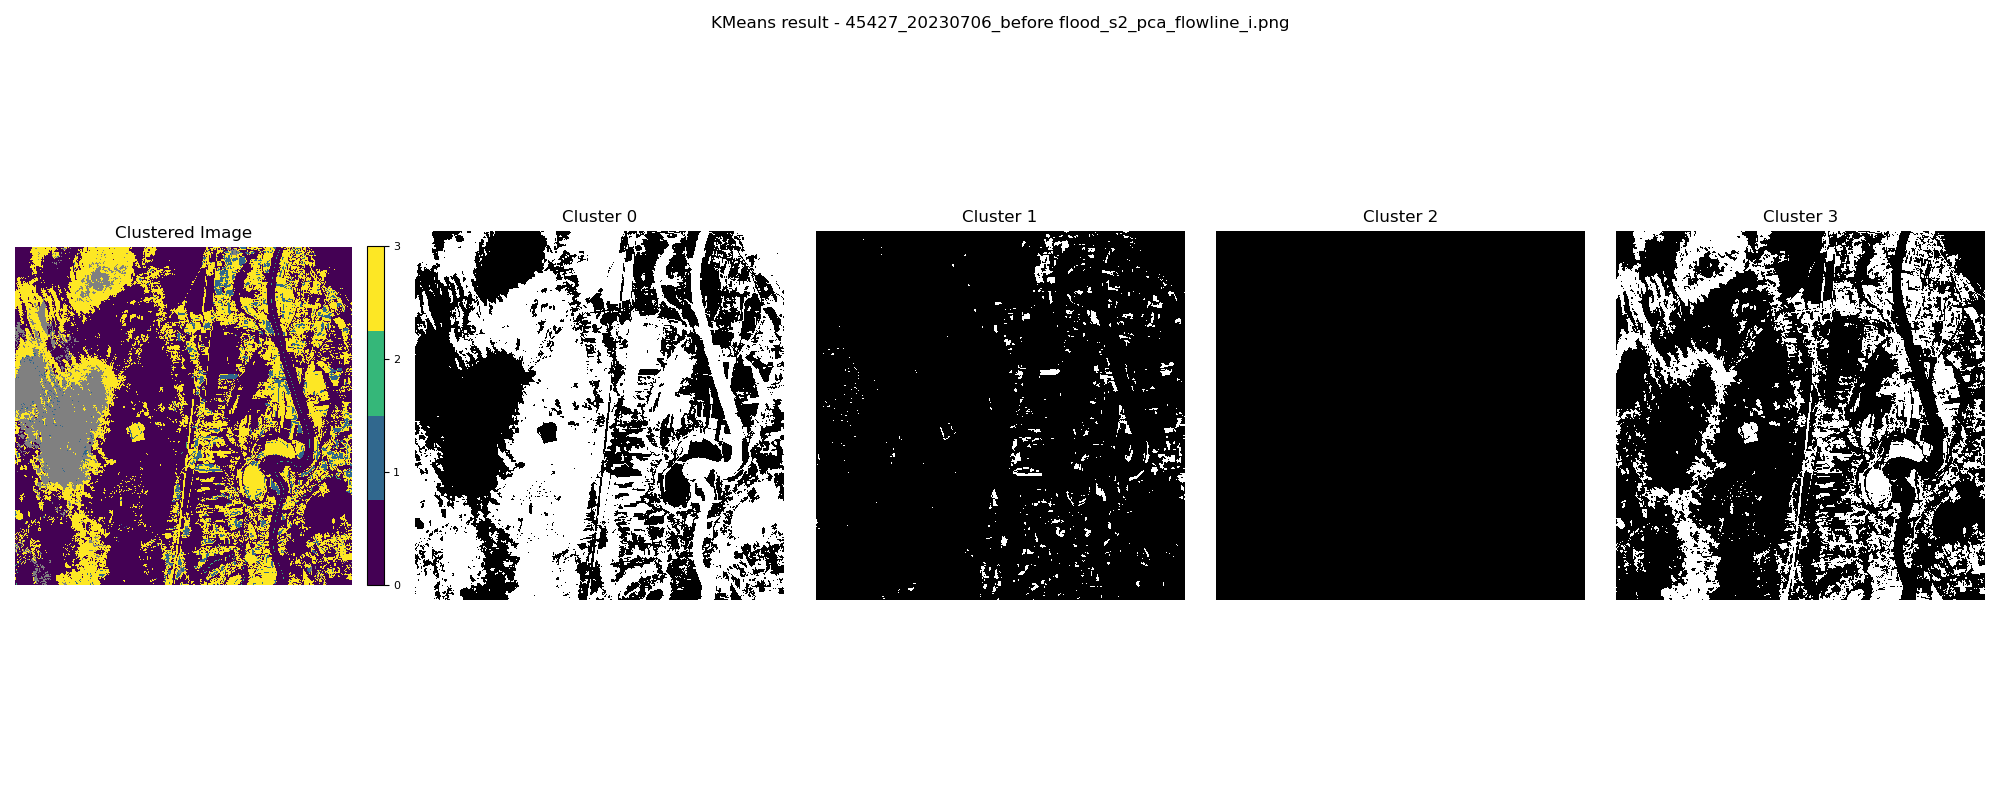 KMeans result - 45427_20230706_before flood_s2_pca_flowline_i.png
Clustered Image
3
2
1
0
Cluster 0
Cluster 1
Cluster 2
Cluster 3